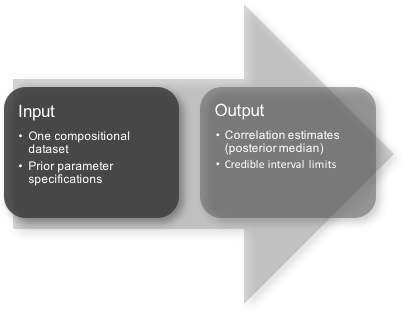 Input
• One compositional
dataset
• Prior parameter
specifications
Output
• Correlation estimates
(posterior median)
• Credible interval limits